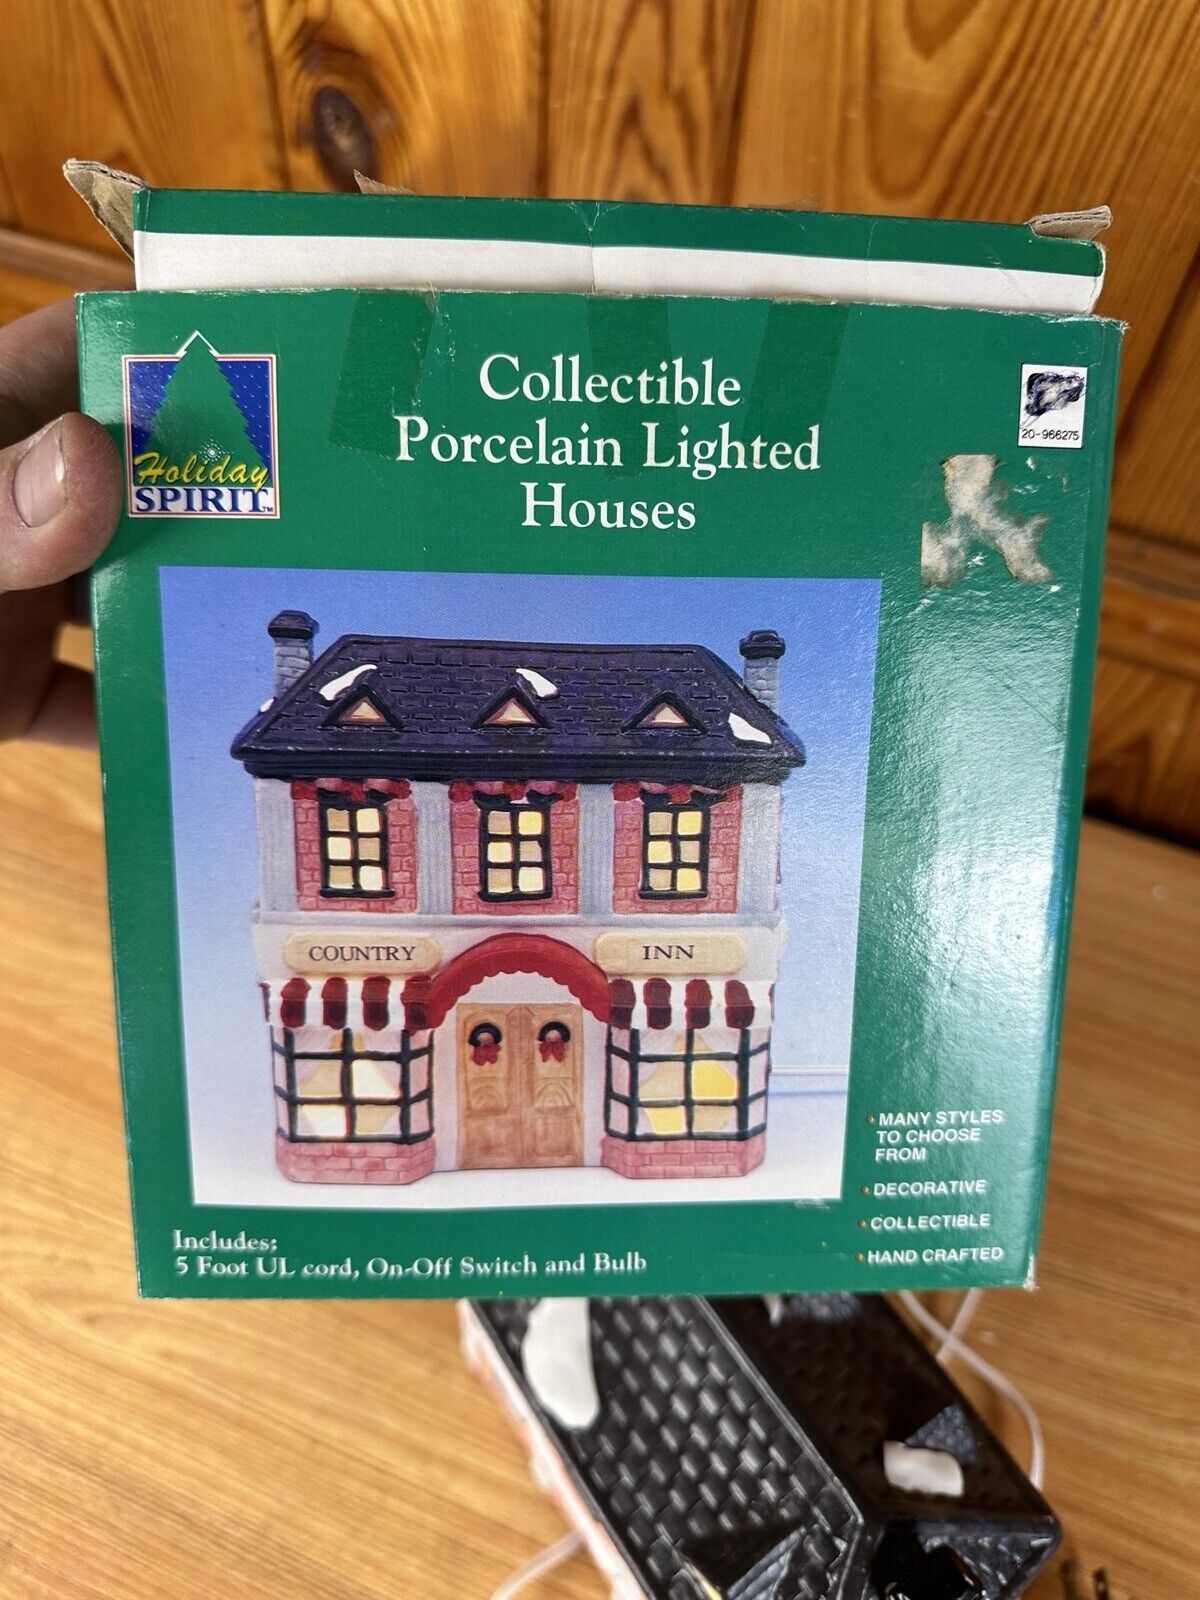 Holiday
SPIRIT™
Collectible
Porcelain Lighted
Houses
20-966275
COUNTRY
INN
• MANY STYLES
TO CHOOSE
FROM
• DECORATIVE
• COLLECTIBLE
• HAND CRAFTED
Includes:
5 Foot UL cord, On-Off Switch and Bulb